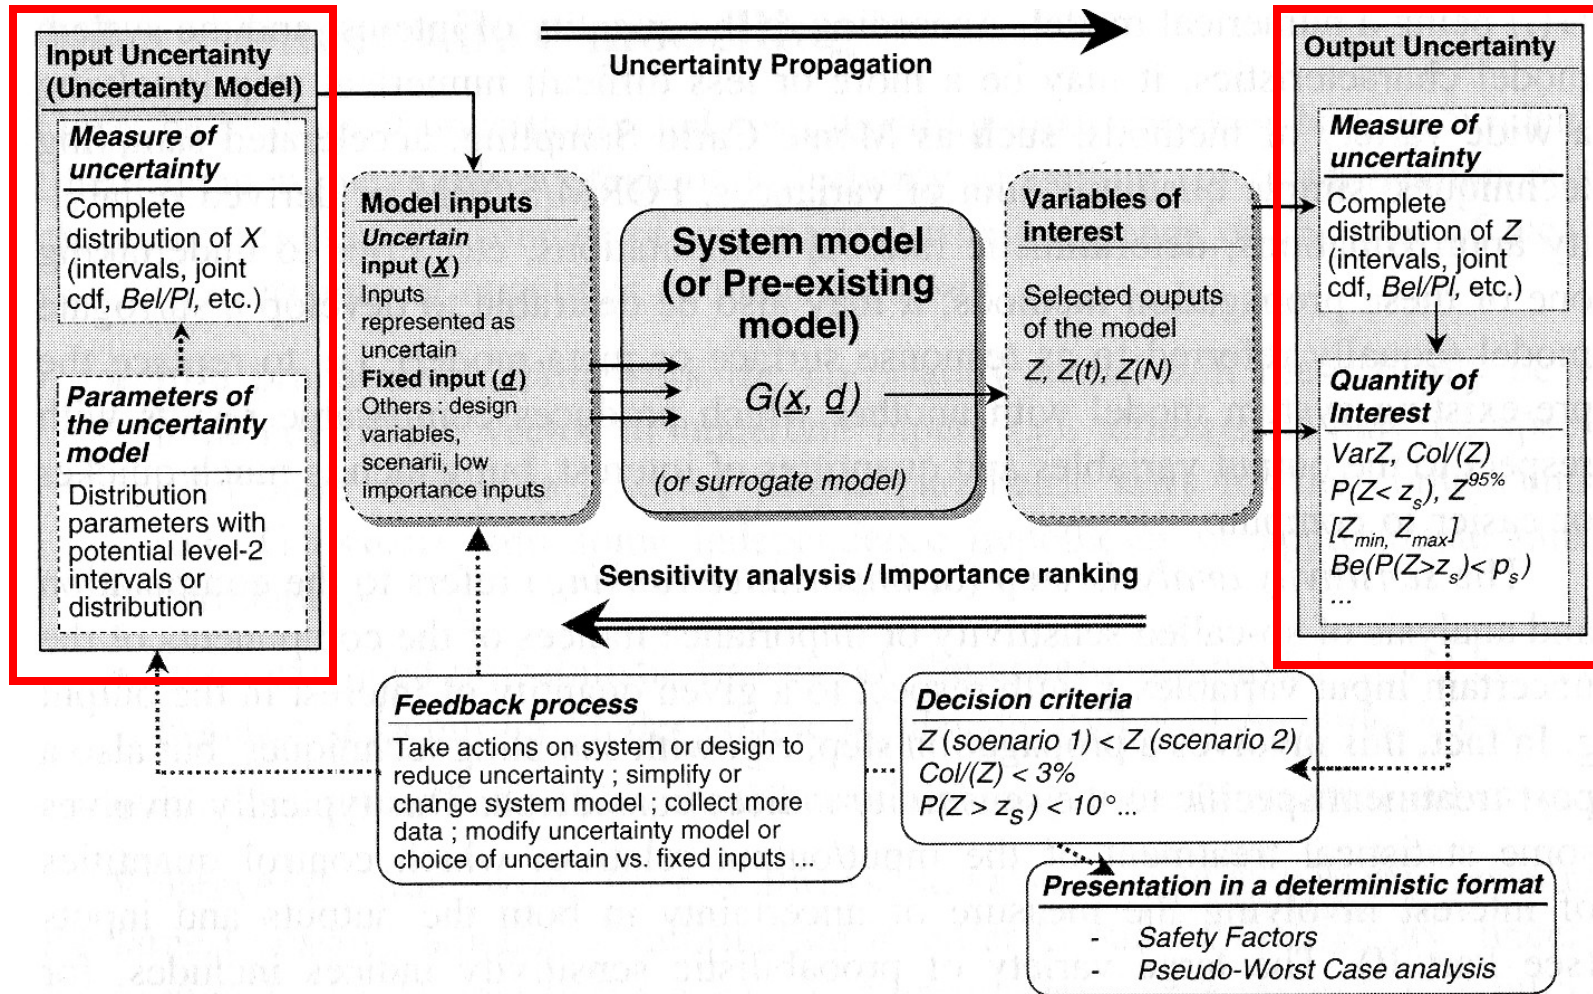 Input Uncertainty
(Uncertainty Model)
Measure of
uncertainty
Complete
distribution of X
(intervals, joint
cdf, Bel/Pl, etc.)
Parameters of
the uncertainty
model
Distribution
parameters with
potential level-2
intervals or
distribution
Uncertainty Propagation
Model inputs
Uncertain
input (X)
Inputs
represented as
uncertain
Fixed input (d)
Others : design
variables,
scenarii, low
importance inputs
System model
(or Pre-existing
model)
G(x, d)
(or surrogate model)
Variables of
interest
Selected ouputs
of the model
Z, Z(t), Z(N)
Output Uncertainty
Measure of
uncertainty
Complete
distribution of Z
(intervals, joint
cdf, Bel/Pl, etc.)
Quantity of
Interest
VarZ, Col/(Z)
P(Z< zs), Z95%
[Zmin, Zmax]
Be(P(Z>zs)< ps)
...
Sensitivity analysis / Importance ranking
Feedback process
Take actions on system or design to
reduce uncertainty ; simplify or
change system model ; collect more
data ; modify uncertainty model or
choice of uncertain vs. fixed inputs ...
Decision criteria
Z (soenario 1) < Z (scenario 2)
Col/(Z) < 3%
P(Z > zs) < 10°...
Presentation in a deterministic format
- Safety Factors
- Pseudo-Worst Case analysis